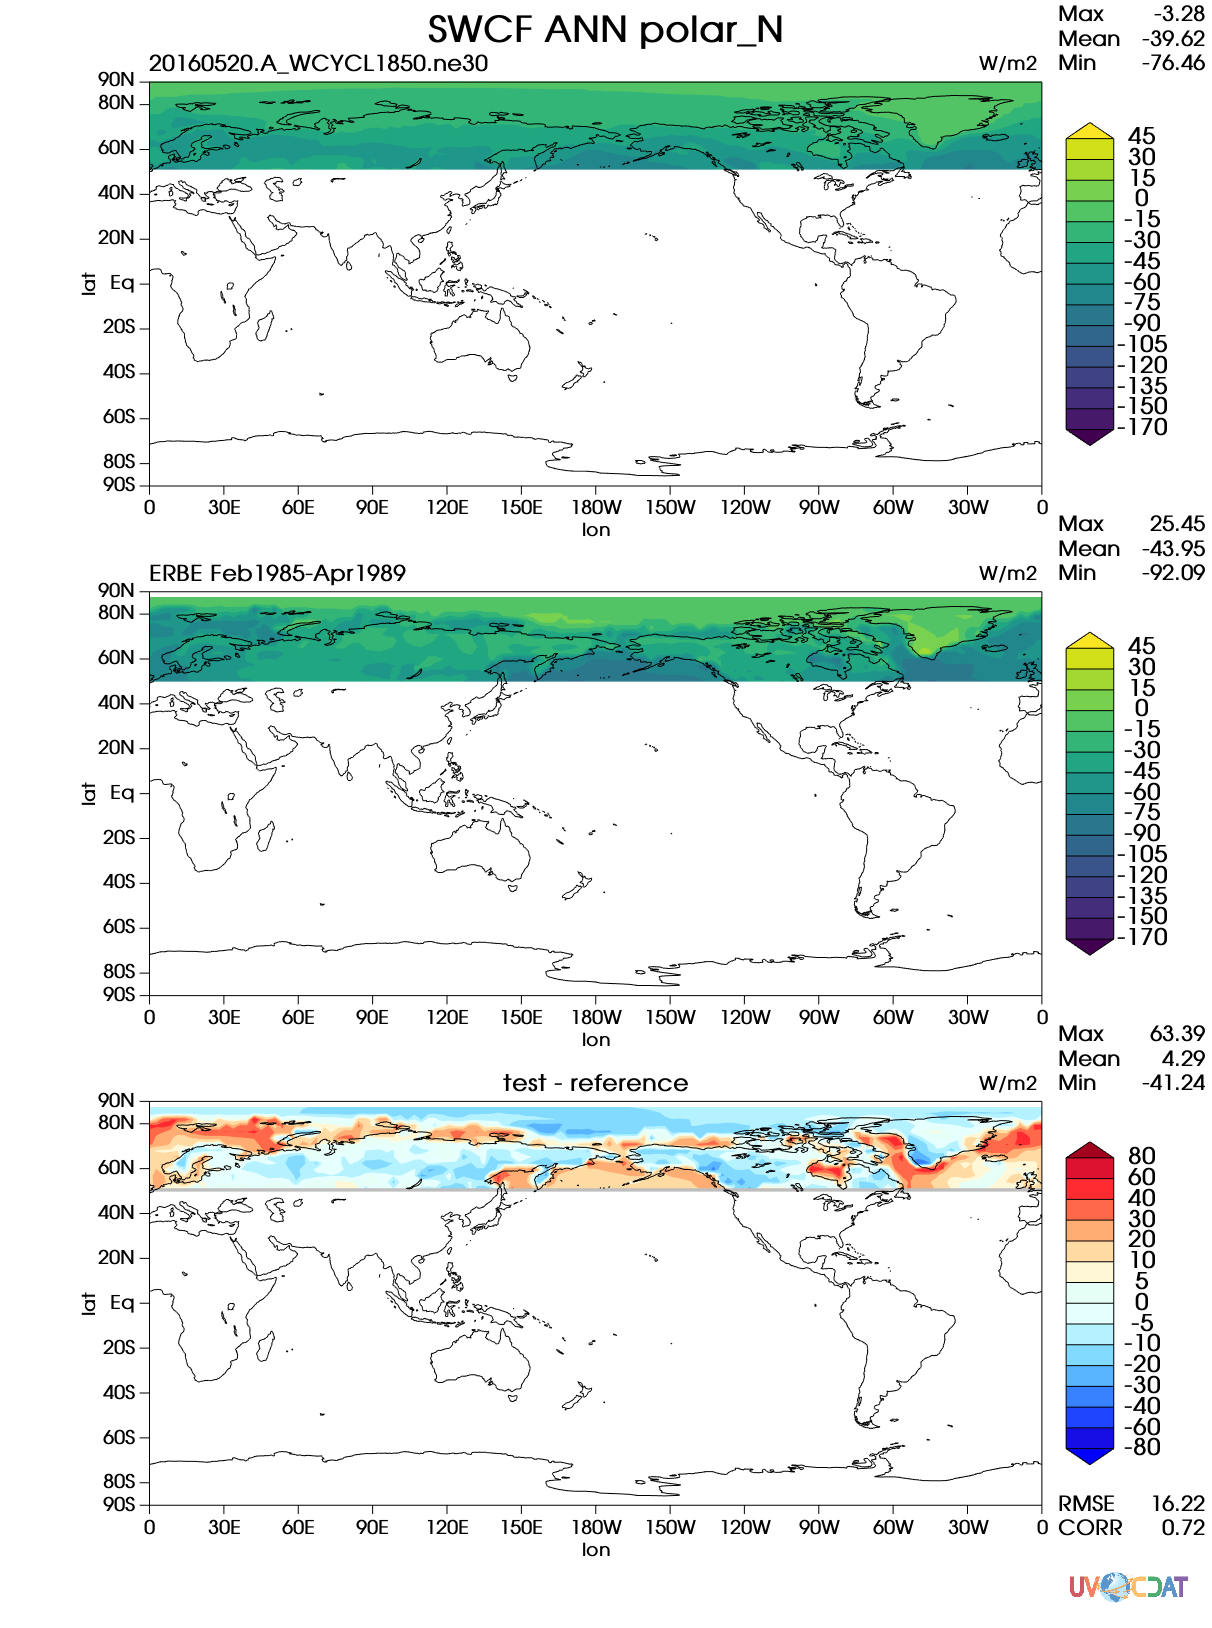 SWCF ANN polar_N
Max -3.28
Mean -39.62
Min -76.46
20160520.A_WCYCL1850.ne30 W/m2
90N
80N
60N
40N
20N
Eq
20S
40S
60S
80S
90S
lat
0 30E 60E 90E 120E 150E 180W 150W 120W 90W 60W 30W 0
lon
45
30
15
0
-15
-30
-45
-60
-75
-90
-105
-120
-135
-150
-170
Max 25.45
Mean -43.95
Min -92.09
ERBE Feb1985-Apr1989 W/m2
90N
80N
60N
40N
20N
Eq
20S
40S
60S
80S
90S
lat
0 30E 60E 90E 120E 150E 180W 150W 120W 90W 60W 30W 0
lon
45
30
15
0
-15
-30
-45
-60
-75
-90
-105
-120
-135
-150
-170
Max 63.39
Mean 4.29
Min -41.24
test - reference W/m2
90N
80N
60N
40N
20N
Eq
20S
40S
60S
80S
90S
lat
0 30E 60E 90E 120E 150E 180W 150W 120W 90W 60W 30W 0
lon
80
60
40
30
20
10
5
0
-5
-10
-20
-30
-40
-60
-80
RMSE 16.22
CORR 0.72
UV CDAT